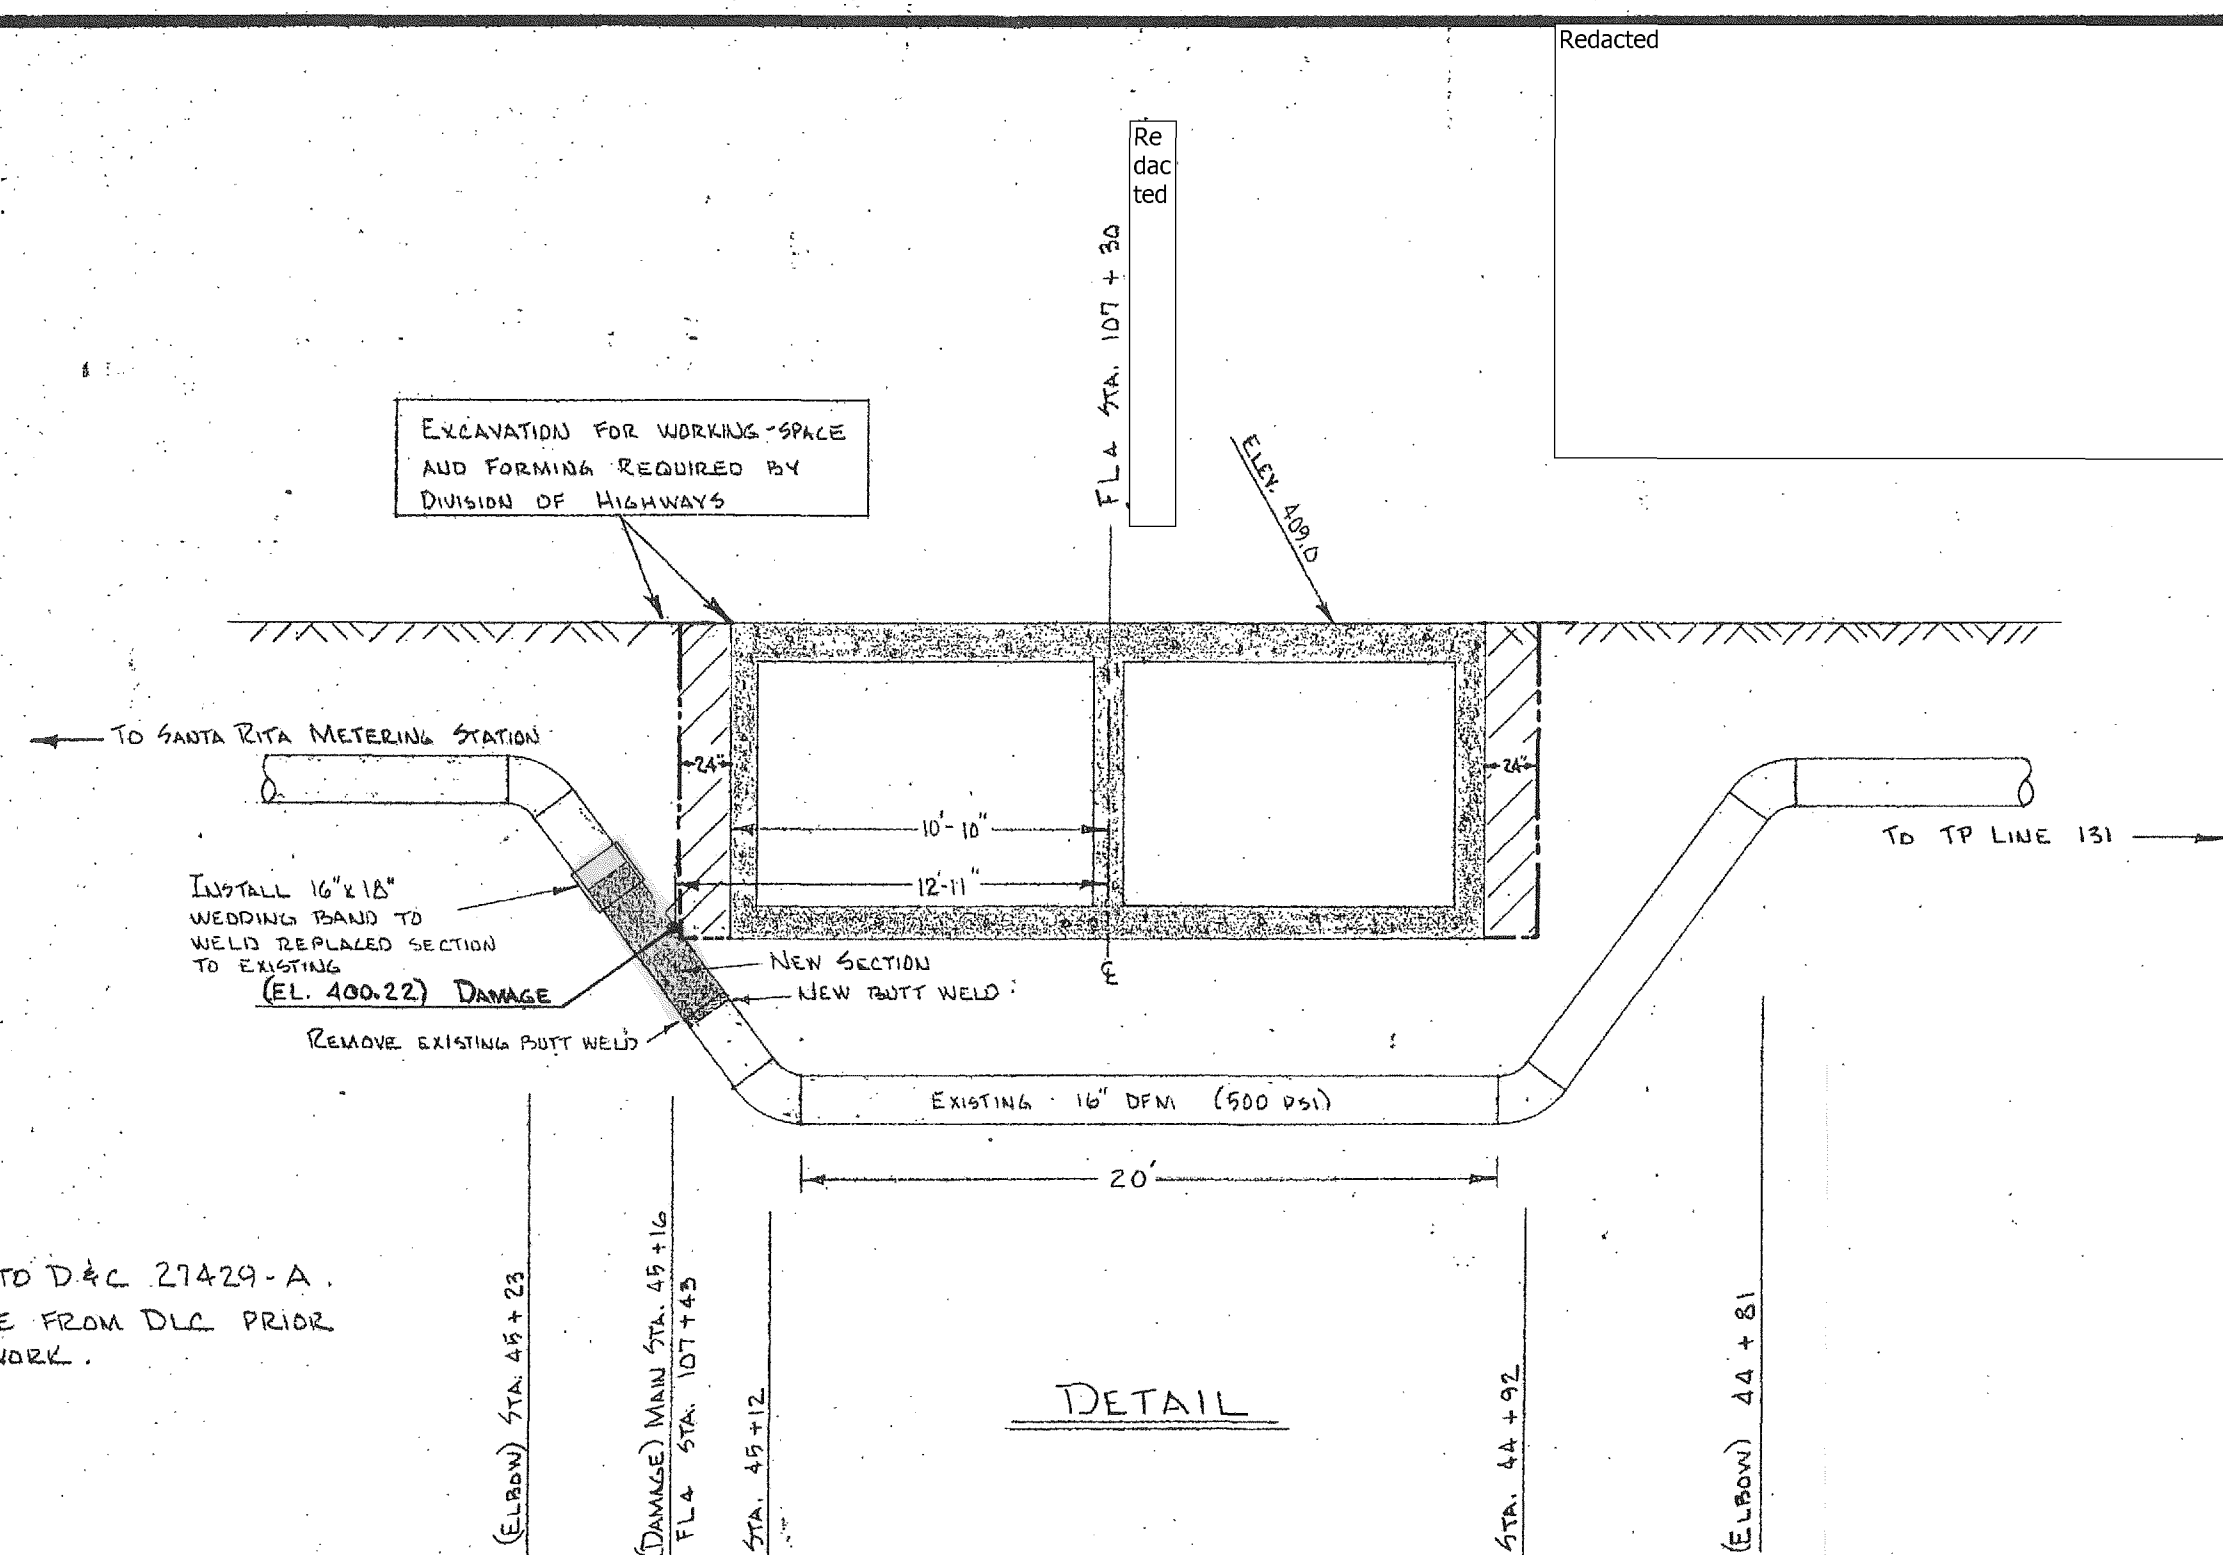 Redacted
Re
dac
ted
FL4 STA. 107 + 30
ELEV. 409.0
EXCAVATION FOR WORKING-SPACE
AND FORMING REQUIRED BY
DIVISION OF HIGHWAYS
TO SANTA RITA METERING STATION
24"
24"
10'-10"
TO TP LINE 131
12'-11"
INSTALL 16"x18"
WEDDING BAND TO
WELD REPLACED SECTION
TO EXISTING
(EL. 400.22) DAMAGE
NEW SECTION
NEW BUTT WELD
℄
REMOVE EXISTING BUTT WELD
EXISTING 16" DFM (500 PSI)
20'
TO D&C 27429-A.
E FROM DLC PRIOR
WORK.
(ELBOW) STA. 45+23
(DAMAGE) MAIN STA. 45+16
FL4 STA. 107+43
STA. 45+12
DETAIL
STA. 44+92
(ELBOW) 44+81